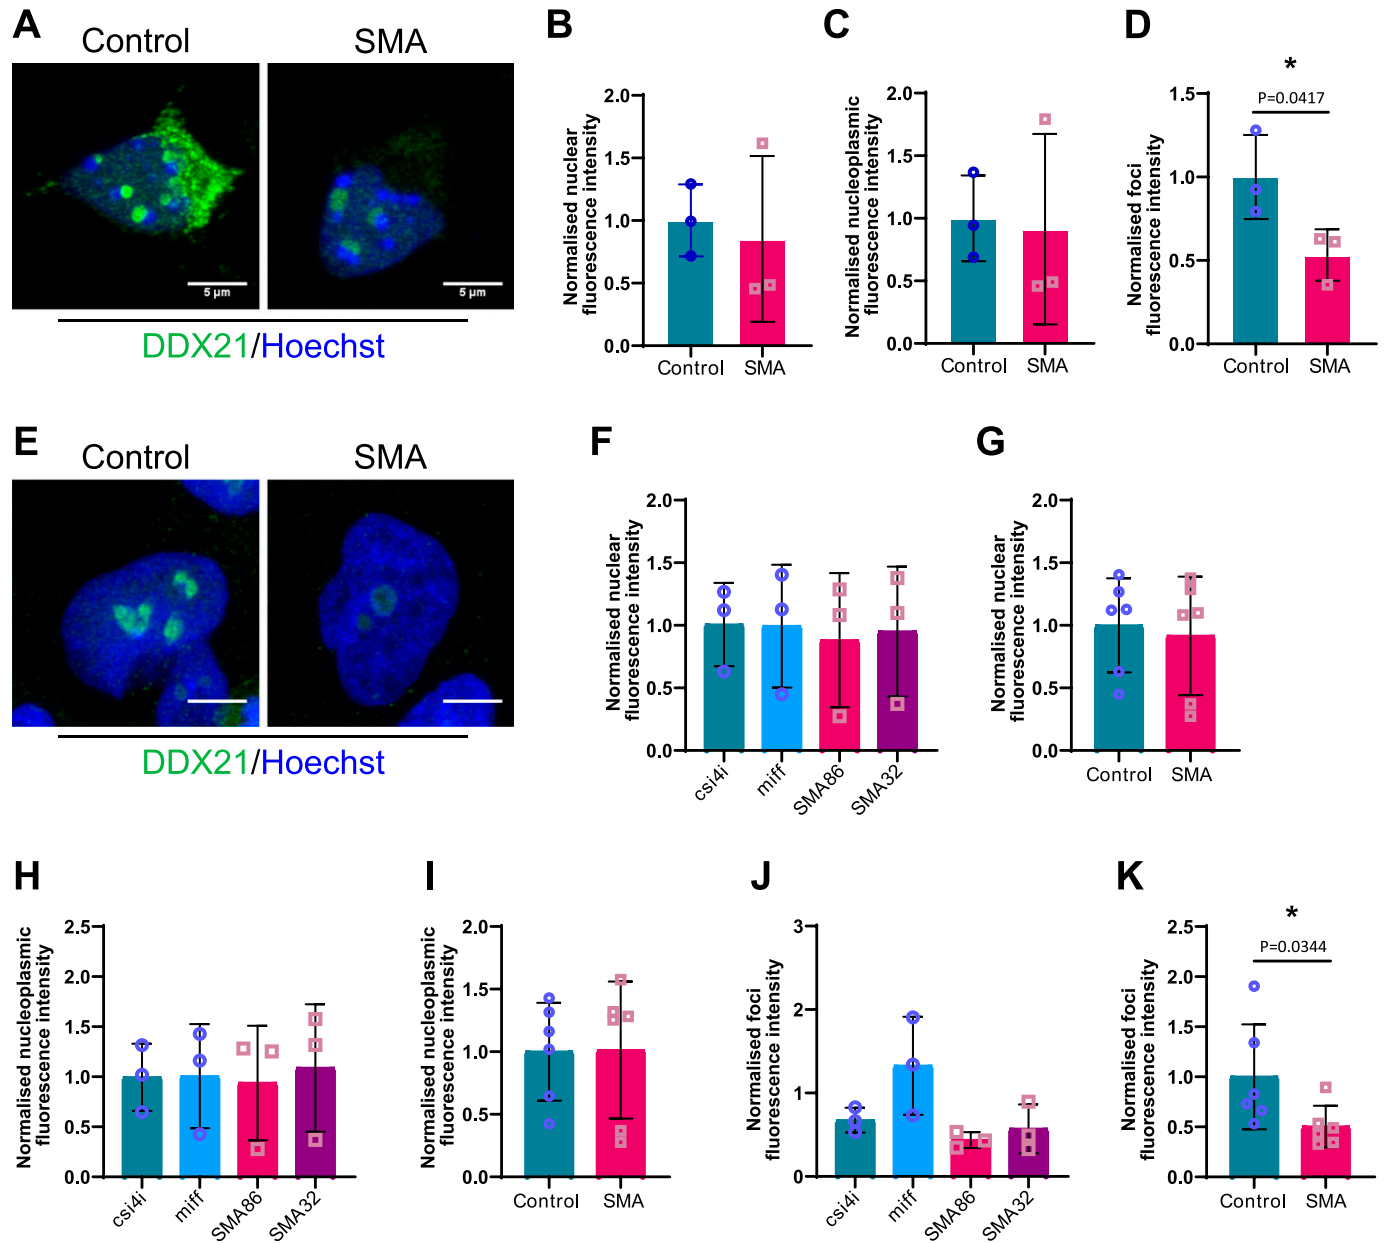 A
Control
SMA
5 µm
5 µm
DDX21/Hoechst
B
Normalised nuclear
fluorescence intensity
2.0
1.5
1.0
0.5
0.0
Control
SMA
C
Normalised nucleoplasmic
fluorescence intensity
2.0
1.5
1.0
0.5
0.0
Control
SMA
D
Normalised foci
fluorescence intensity
*
P=0.0417
1.5
1.0
0.5
0.0
Control
SMA
E
Control
SMA
DDX21/Hoechst
F
Normalised nuclear
fluorescence intensity
2.0
1.5
1.0
0.5
0.0
csi4i
miff
SMA86
SMA32
G
Normalised nuclear
fluorescence intensity
2.0
1.5
1.0
0.5
0.0
Control
SMA
H
Normalised nucleoplasmic
fluorescence intensity
2.5
2.0
1.5
1.0
0.5
0.0
csi4i
miff
SMA86
SMA32
I
Normalised nucleoplasmic
fluorescence intensity
2.0
1.5
1.0
0.5
0.0
Control
SMA
J
Normalised foci
fluorescence intensity
3
2
1
0
csi4i
miff
SMA86
SMA32
K
Normalised foci
fluorescence intensity
*
P=0.0344
2.5
2.0
1.5
1.0
0.5
0.0
Control
SMA